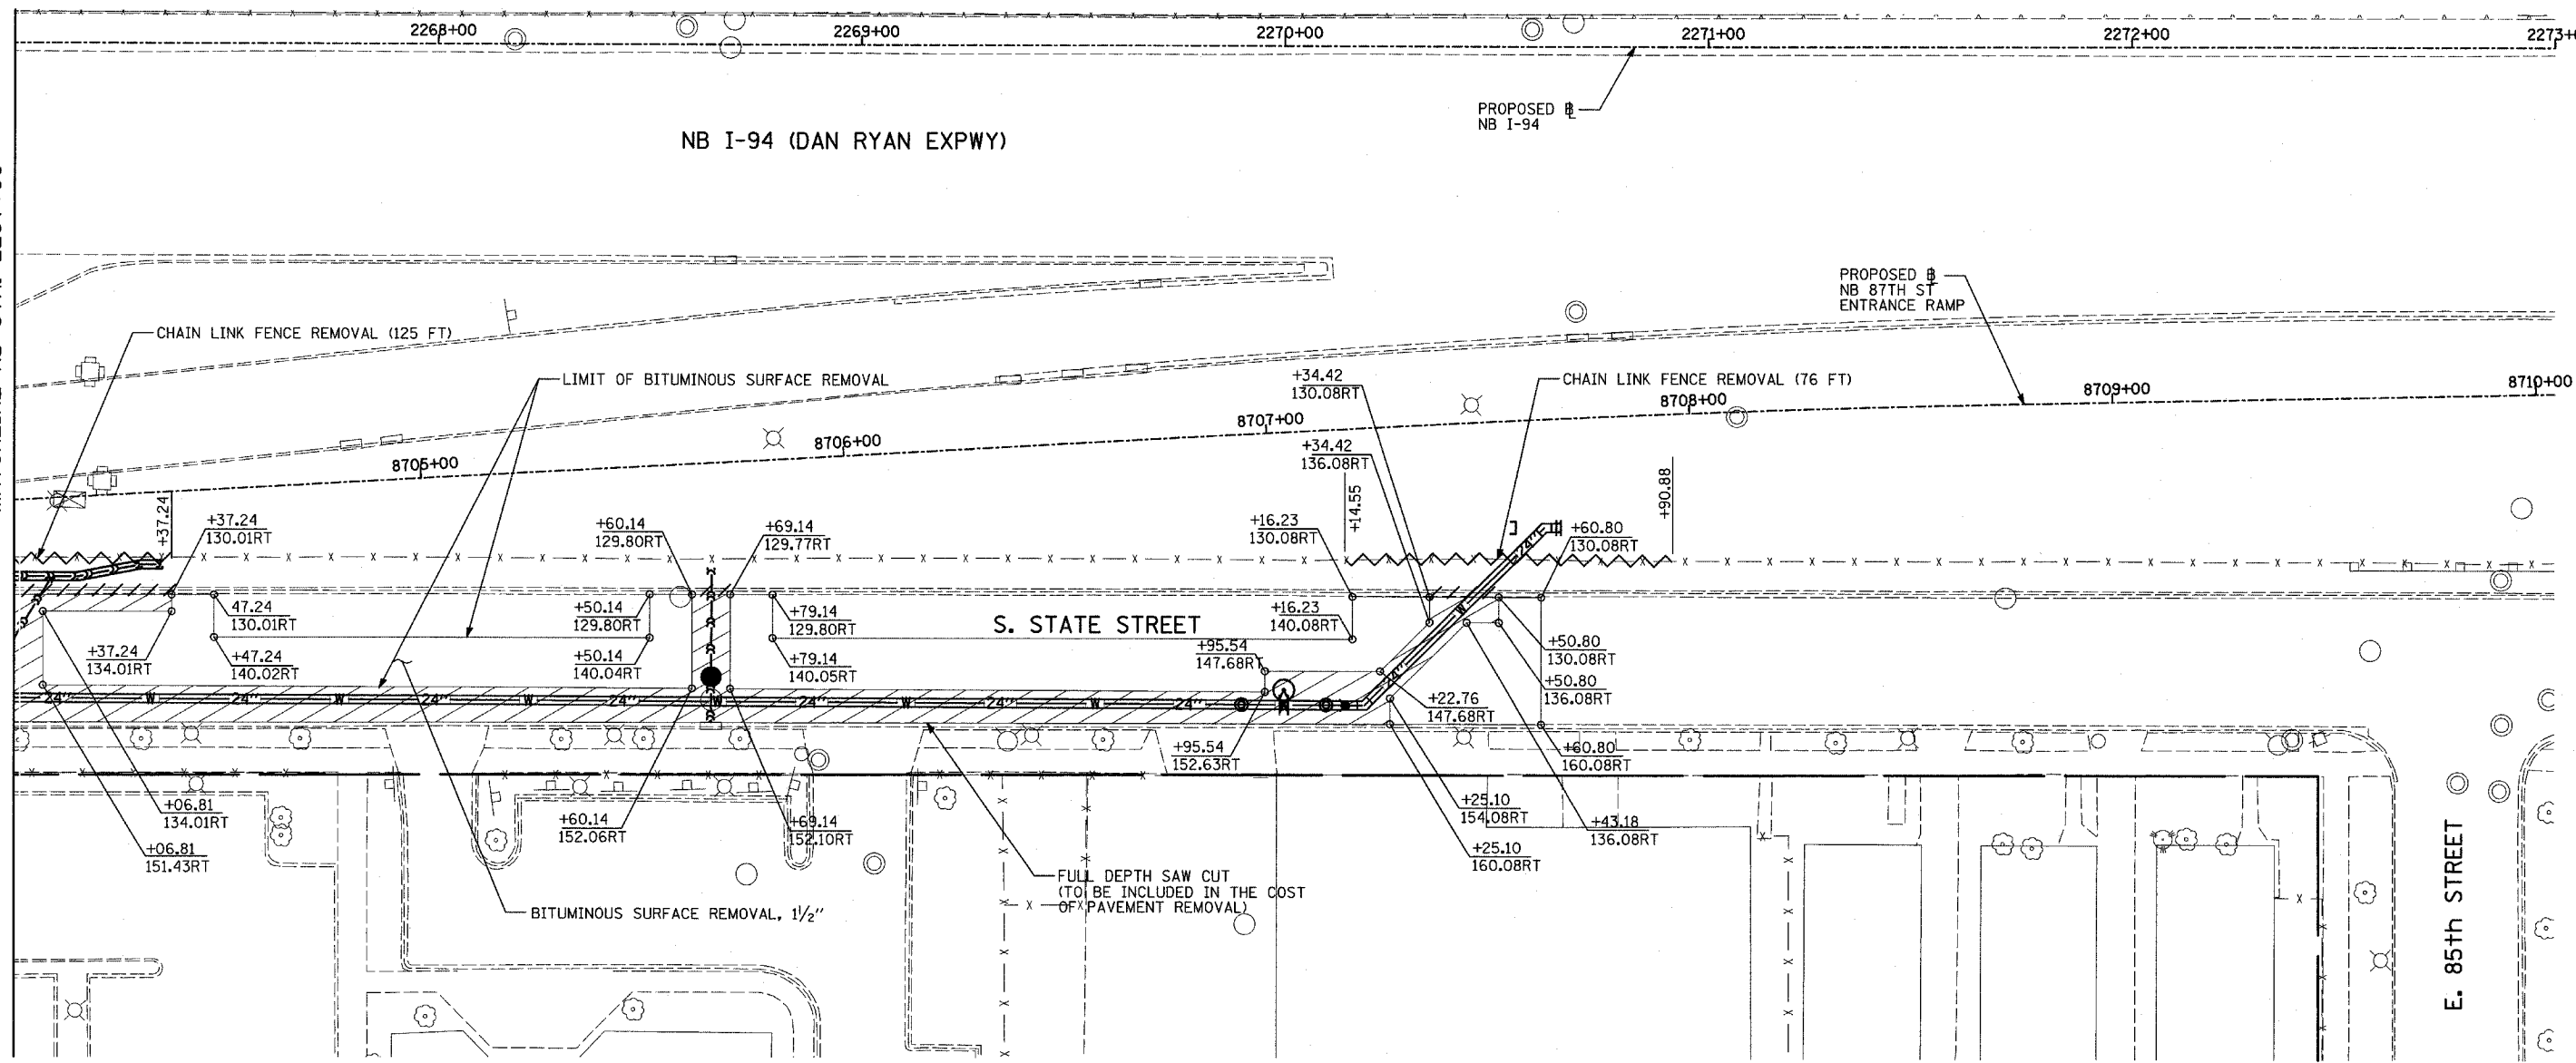 2268+00
2269+00
2270+00
2271+00
2272+00
2273+
PROPOSED ℄
NB I-94
NB I-94 (DAN RYAN EXPWY)
PROPOSED ℄
NB 87TH ST
ENTRANCE RAMP
CHAIN LINK FENCE REMOVAL (125 FT)
LIMIT OF BITUMINOUS SURFACE REMOVAL
CHAIN LINK FENCE REMOVAL (76 FT)
8705+00
8706+00
8707+00
8708+00
8709+00
8710+00
+34.42
130.08RT
+34.42
136.08RT
+14.55
+90.88
+37.24
+37.24
130.01RT
+60.14
129.80RT
+69.14
129.77RT
+16.23
130.08RT
+60.80
130.08RT
24"
47.24
130.01RT
+50.14
129.80RT
+79.14
129.80RT
S. STATE STREET
+16.23
140.08RT
W
+37.24
134.01RT
+47.24
140.02RT
+50.14
140.04RT
+79.14
140.05RT
+95.54
147.68RT
+50.80
130.08RT
+50.80
136.08RT
24"
24" W 24" W 24" W 24" W 24" W 24" W 24"
+22.76
147.68RT
+95.54
152.63RT
+60.80
160.08RT
+06.81
134.01RT
+06.81
151.43RT
+60.14
152.06RT
+69.14
152.10RT
+25.10
154.08RT
+43.18
136.08RT
+25.10
160.08RT
FULL DEPTH SAW CUT
(TO BE INCLUDED IN THE COST
OF PAVEMENT REMOVAL)
BITUMINOUS SURFACE REMOVAL, 1½"
E. 85th STREET